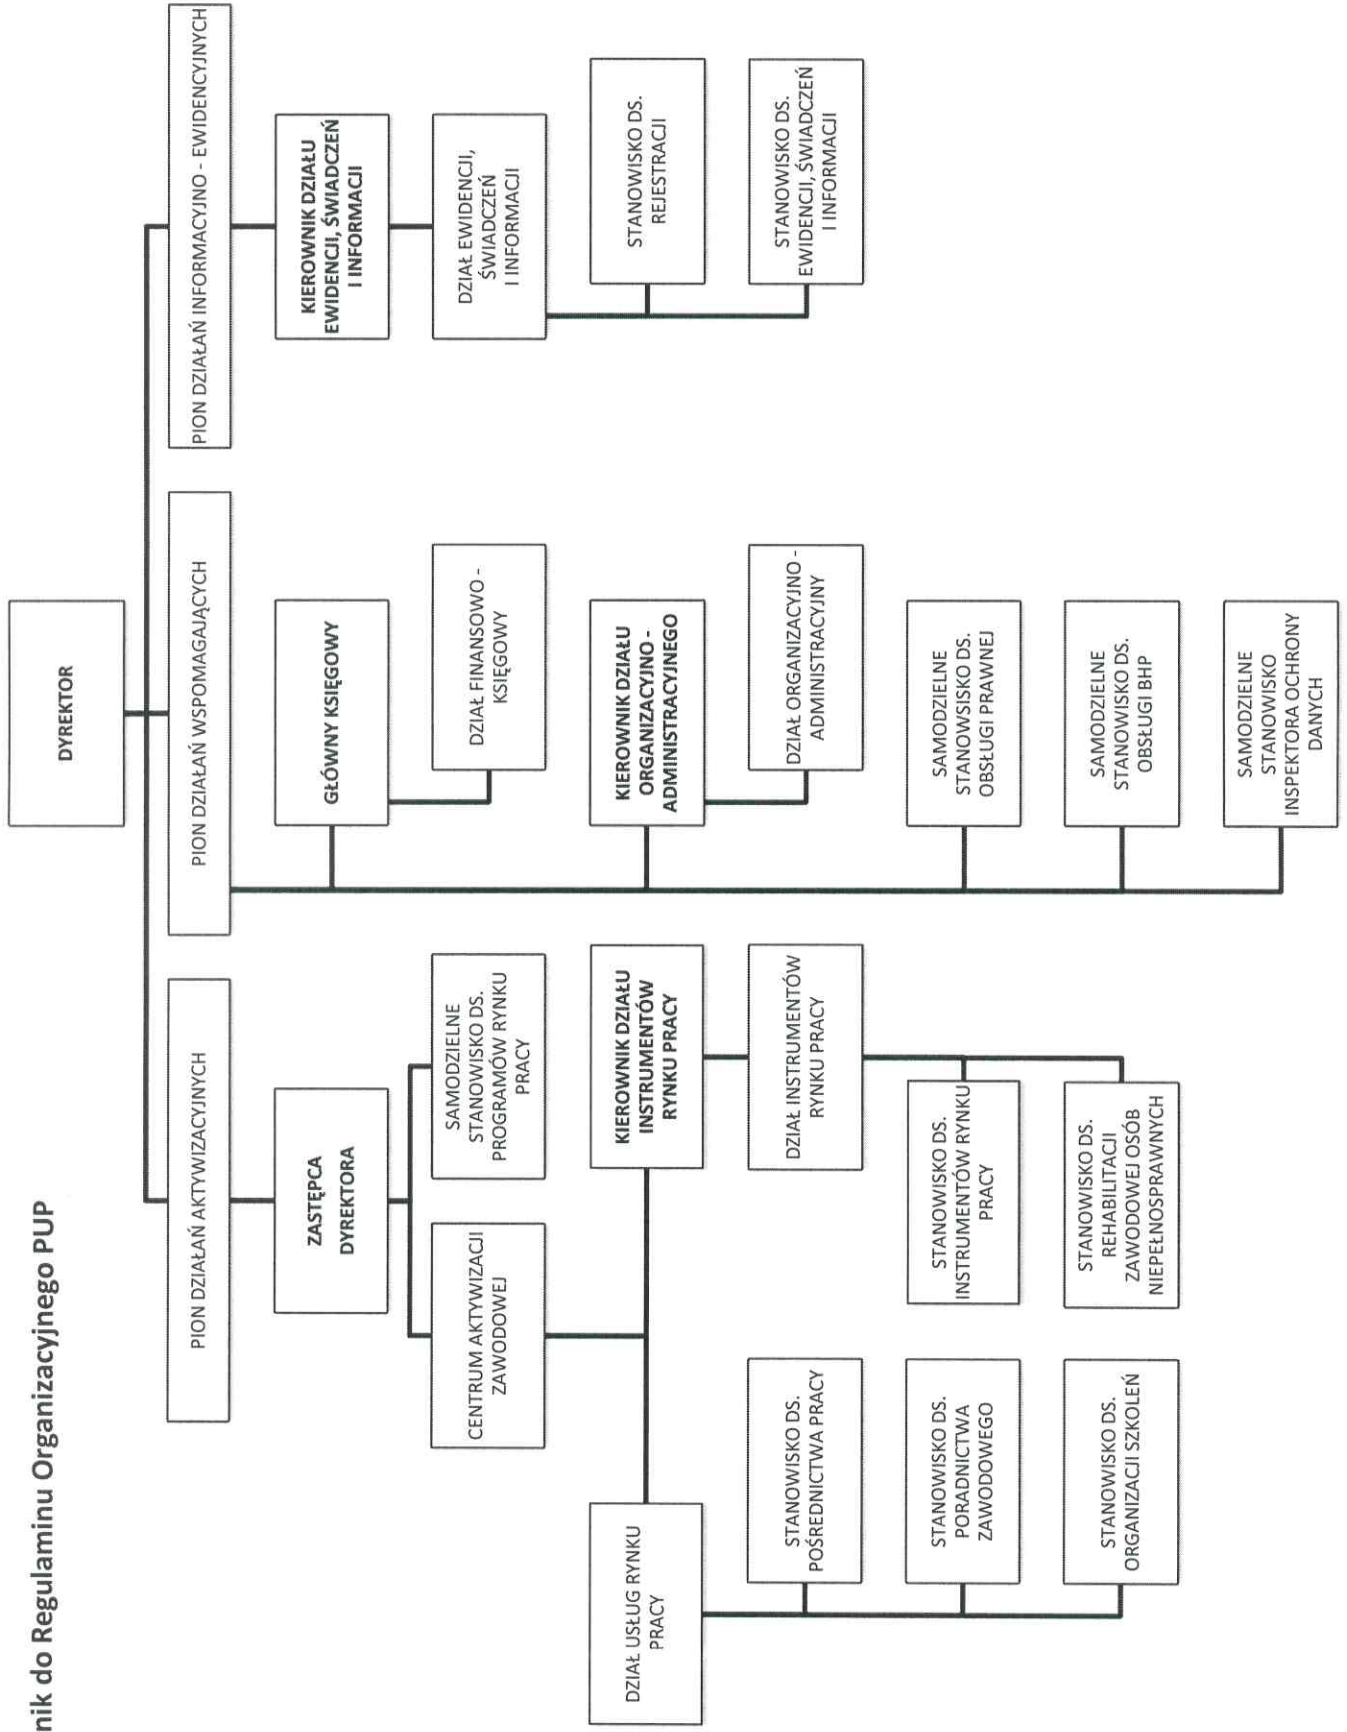 nik do Regulaminu Organizacyjnego PUP
DYREKTOR
PION DZIAŁAŃ AKTYWIZACYJNYCH
PION DZIAŁAŃ WSPOMAGAJĄCYCH
PION DZIAŁAŃ INFORMACYJNO - EWIDENCYJNYCH
ZASTĘPCA
DYREKTORA
GŁÓWNY KSIĘGOWY
KIEROWNIK DZIAŁU
EWIDENCJI, ŚWIADCZEŃ
I INFORMACJI
CENTRUM AKTYWIZACJI
ZAWODOWEJ
SAMODZIELNE
STANOWISKO DS.
PROGRAMÓW RYNKU
PRACY
DZIAŁ FINANSOWO -
KSIĘGOWY
DZIAŁ EWIDENCJI,
ŚWIADCZEŃ
I INFORMACJI
DZIAŁ USŁUG RYNKU
PRACY
KIEROWNIK DZIAŁU
INSTRUMENTÓW
RYNKU PRACY
KIEROWNIK DZIAŁU
ORGANIZACYJNO -
ADMINISTRACYJNEGO
STANOWISKO DS.
REJESTRACJI
STANOWISKO DS.
POŚREDNICTWA PRACY
DZIAŁ INSTRUMENTÓW
RYNKU PRACY
DZIAŁ ORGANIZACYJNO -
ADMINISTRACYJNY
STANOWISKO DS.
EWIDENCJI, ŚWIADCZEŃ
I INFORMACJI
STANOWISKO DS.
PORADNICTWA
ZAWODOWEGO
STANOWISKO DS.
INSTRUMENTÓW RYNKU
PRACY
SAMODZIELNE
STANOWSISKO DS.
OBSŁUGI PRAWNEJ
STANOWISKO DS.
ORGANIZACJI SZKOLEŃ
STANOWISKO DS.
REHABILITACJI
ZAWODOWEJ OSÓB
NIEPEŁNOSPRAWNYCH
SAMODZIELNE
STANOWISKO DS.
OBSŁUGI BHP
SAMODZIELNE
STANOWISKO
INSPEKTORA OCHRONY
DANYCH